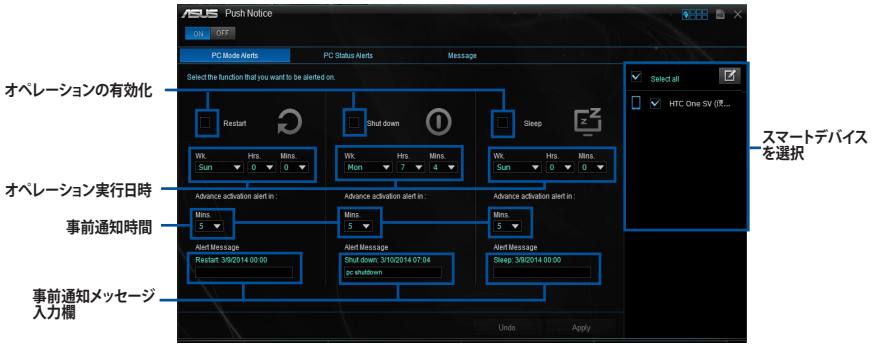 ASUS Push Notice
ON OFF
PC Mode Alerts PC Status Alerts Message
Select the function that you want to be alerted on.
Select all
HTC One SV (僕...
オペレーションの有効化
Restart Shut down Sleep
スマートデバイス
を選択
Wk. Hrs. Mins. Wk. Hrs. Mins. Wk. Hrs. Mins.
Sun 0 0 Mon 7 4 Sun 0 0
オペレーション実行日時
Advance activation alert in : Advance activation alert in : Advance activation alert in :
事前通知時間
Mins. Mins. Mins.
5 5 5
Alert Message Alert Message Alert Message
Restart: 3/9/2014 00:00 Shut down: 3/10/2014 07:04 Sleep: 3/9/2014 00:00
pc shutdown
事前通知メッセージ
入力欄
Undo Apply